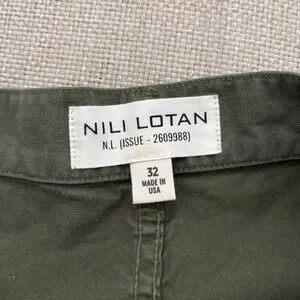 NILI LOTAN
N.L. (ISSUE - 2609988)
32
MADE IN
USA